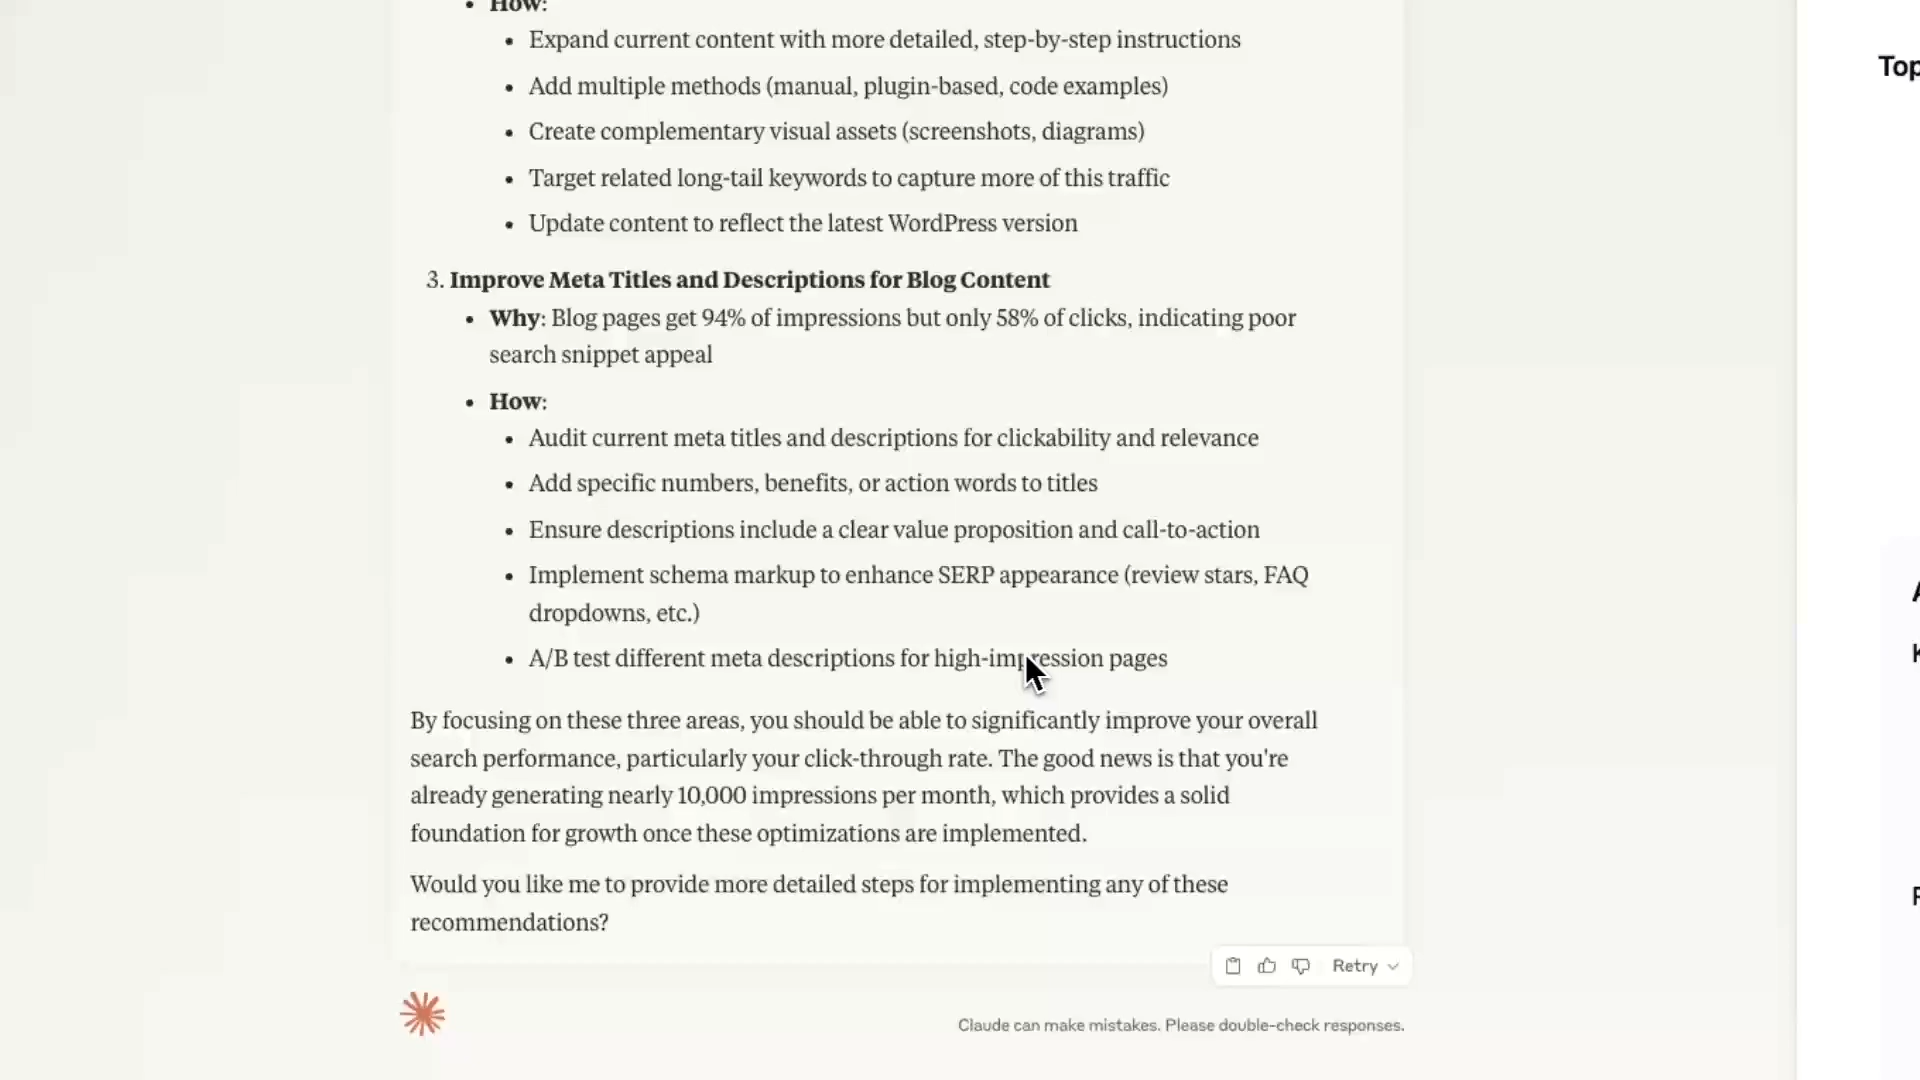 How:
Expand current content with more detailed, step-by-step instructions
Add multiple methods (manual, plugin-based, code examples)
Create complementary visual assets (screenshots, diagrams)
Target related long-tail keywords to capture more of this traffic
Update content to reflect the latest WordPress version
3. Improve Meta Titles and Descriptions for Blog Content
Why: Blog pages get 94% of impressions but only 58% of clicks, indicating poor
search snippet appeal
How:
Audit current meta titles and descriptions for clickability and relevance
Add specific numbers, benefits, or action words to titles
Ensure descriptions include a clear value proposition and call-to-action
Implement schema markup to enhance SERP appearance (review stars, FAQ
dropdowns, etc.)
A/B test different meta descriptions for high-impression pages
By focusing on these three areas, you should be able to significantly improve your overall
search performance, particularly your click-through rate. The good news is that you're
already generating nearly 10,000 impressions per month, which provides a solid
foundation for growth once these optimizations are implemented.
Would you like me to provide more detailed steps for implementing any of these
recommendations?
Retry
Claude can make mistakes. Please double-check responses.
Top